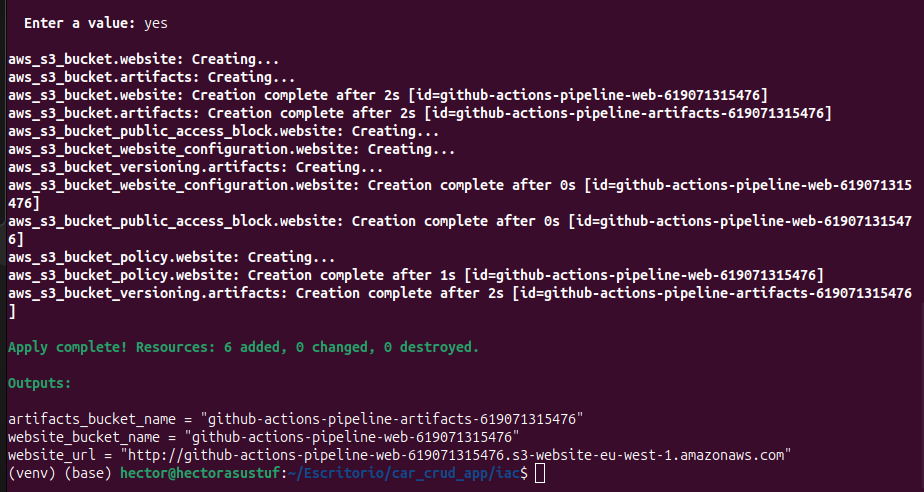 Enter a value: yes
aws_s3_bucket.website: Creating...
aws_s3_bucket.artifacts: Creating...
aws_s3_bucket.website: Creation complete after 2s [id=github-actions-pipeline-web-619071315476]
aws_s3_bucket.artifacts: Creation complete after 2s [id=github-actions-pipeline-artifacts-619071315476]
aws_s3_bucket_public_access_block.website: Creating...
aws_s3_bucket_website_configuration.website: Creating...
aws_s3_bucket_versioning.artifacts: Creating...
aws_s3_bucket_website_configuration.website: Creation complete after 0s [id=github-actions-pipeline-web-619071315
476]
aws_s3_bucket_public_access_block.website: Creation complete after 0s [id=github-actions-pipeline-web-61907131547
6]
aws_s3_bucket_policy.website: Creating...
aws_s3_bucket_policy.website: Creation complete after 1s [id=github-actions-pipeline-web-619071315476]
aws_s3_bucket_versioning.artifacts: Creation complete after 2s [id=github-actions-pipeline-artifacts-619071315476
]
Apply complete! Resources: 6 added, 0 changed, 0 destroyed.
Outputs:
artifacts_bucket_name = "github-actions-pipeline-artifacts-619071315476"
website_bucket_name = "github-actions-pipeline-web-619071315476"
website_url = "http://github-actions-pipeline-web-619071315476.s3-website-eu-west-1.amazonaws.com"
(venv) (base) hector@hectorasustuf:~/Escritorio/car_crud_app/iac$